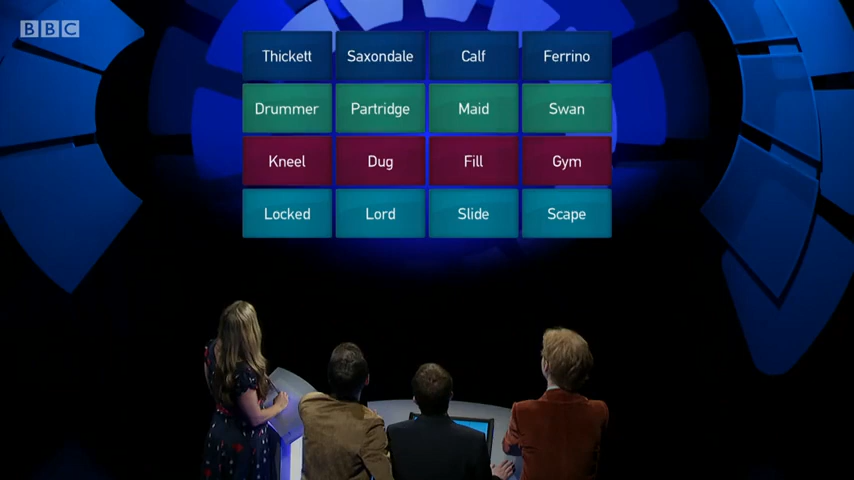 BBC
Thickett Saxondale Calf Ferrino
Drummer Partridge Maid Swan
Kneel Dug Fill Gym
Locked Lord Slide Scape